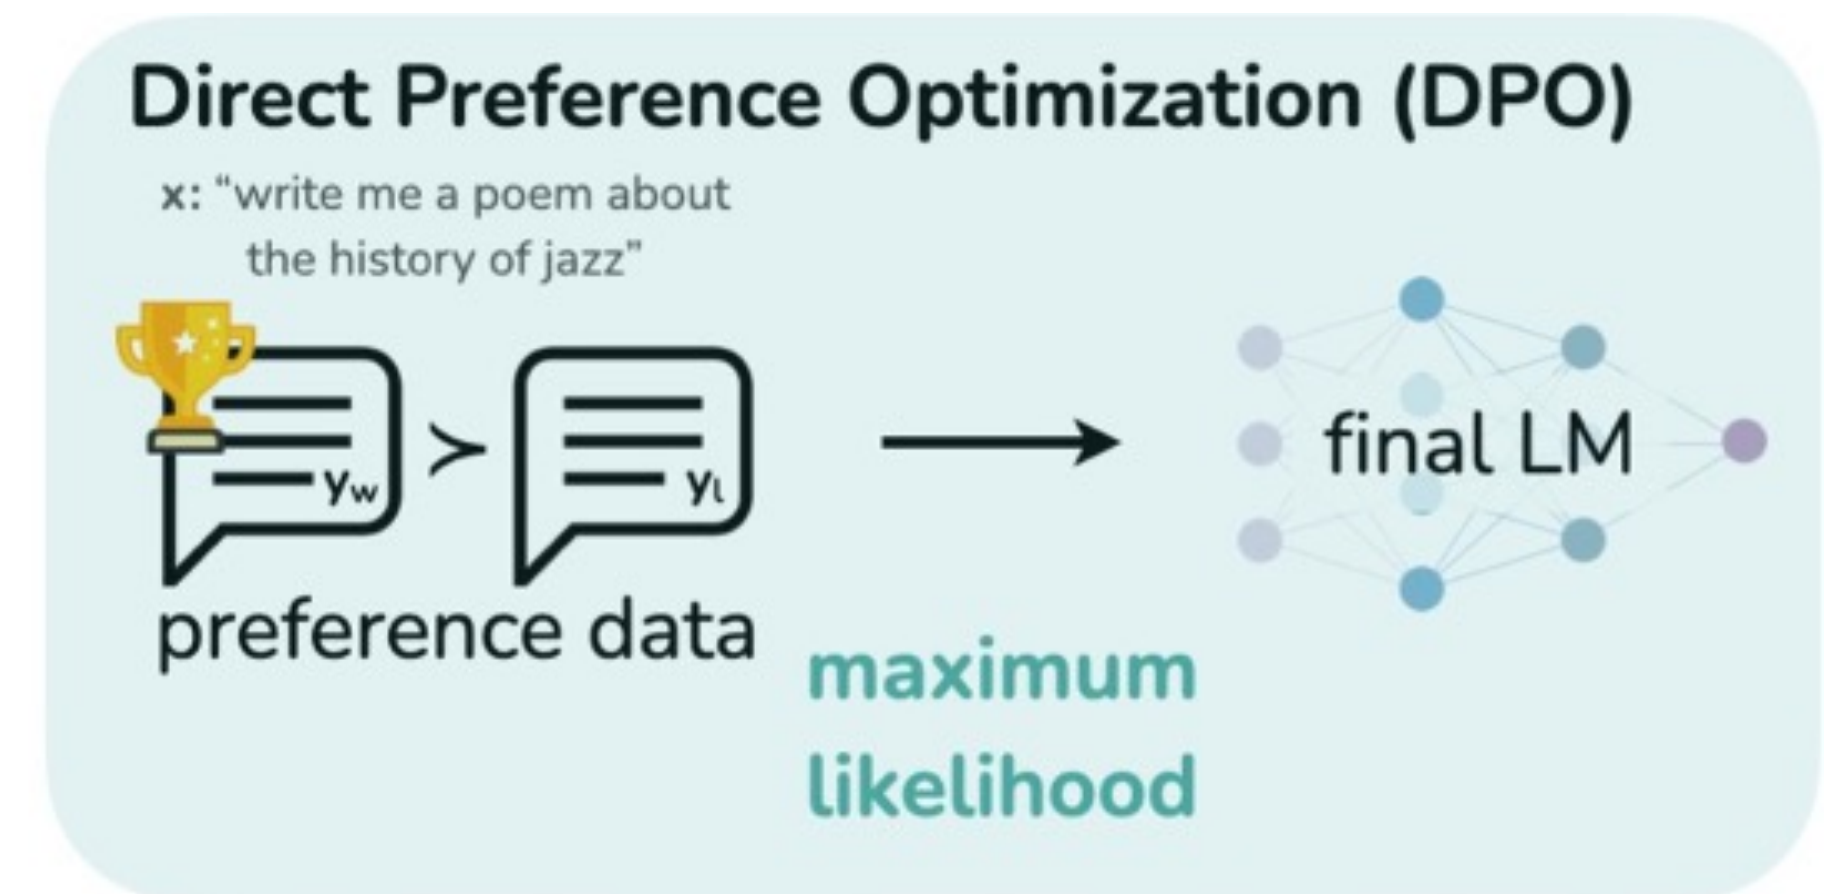 Direct Preference Optimization (DPO)
x: “write me a poem about
the history of jazz”
yw
≻
yl
preference data
maximum
likelihood
final LM